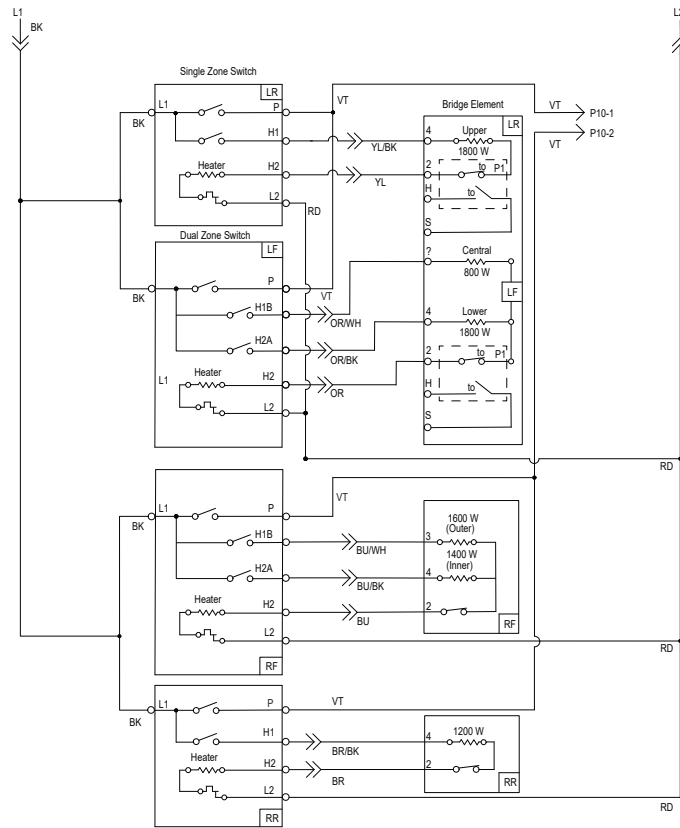 L1
BK
L2
Single Zone Switch
LR
L1
P
BK
H1
Heater
H2
L2
VT
YL/BK
YL
RD
Bridge Element
LR
4
Upper
1800 W
2
to
P1
H
to
S
VT
P10-1
P10-2
VT
Dual Zone Switch
LF
P
BK
H1B
H2A
L1
Heater
H2
L2
VT
OR/WH
OR/BK
OR
?
Central
800 W
LF
4
Lower
1800 W
2
to
P1
H
to
S
RD
L1
P
BK
H1B
H2A
Heater
H2
L2
RF
VT
BU/WH
BU/BK
BU
1600 W
(Outer)
3
1400 W
(Inner)
4
2
RF
RD
L1
P
BK
H1
Heater
H2
L2
RR
VT
BR/BK
BR
4
1200 W
2
RR
RD